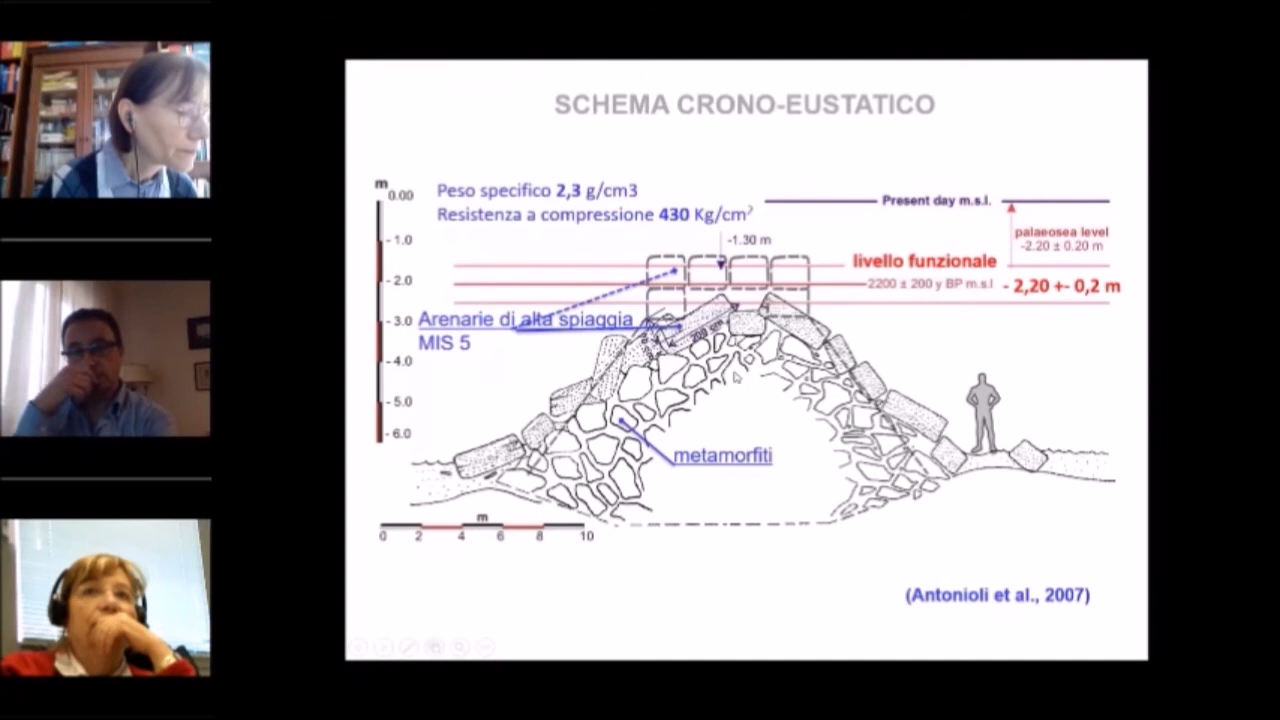 SCHEMA CRONO-EUSTATICO
m
0.00
- 1.0
- 2.0
- 3.0
- 4.0
- 5.0
- 6.0
Peso specifico 2,3 g/cm3
Resistenza a compressione 430 Kg/cm²
Present day m.s.l.
palaeosea level
-2.20 ± 0.20 m
-1.30 m
livello funzionale
2200 ± 200 y BP m.s.l
- 2,20 +- 0,2 m
Arenarie di alta spiaggia
MIS 5
209 cm
metamorfiti
m
0 2 4 6 8 10
(Antonioli et al., 2007)